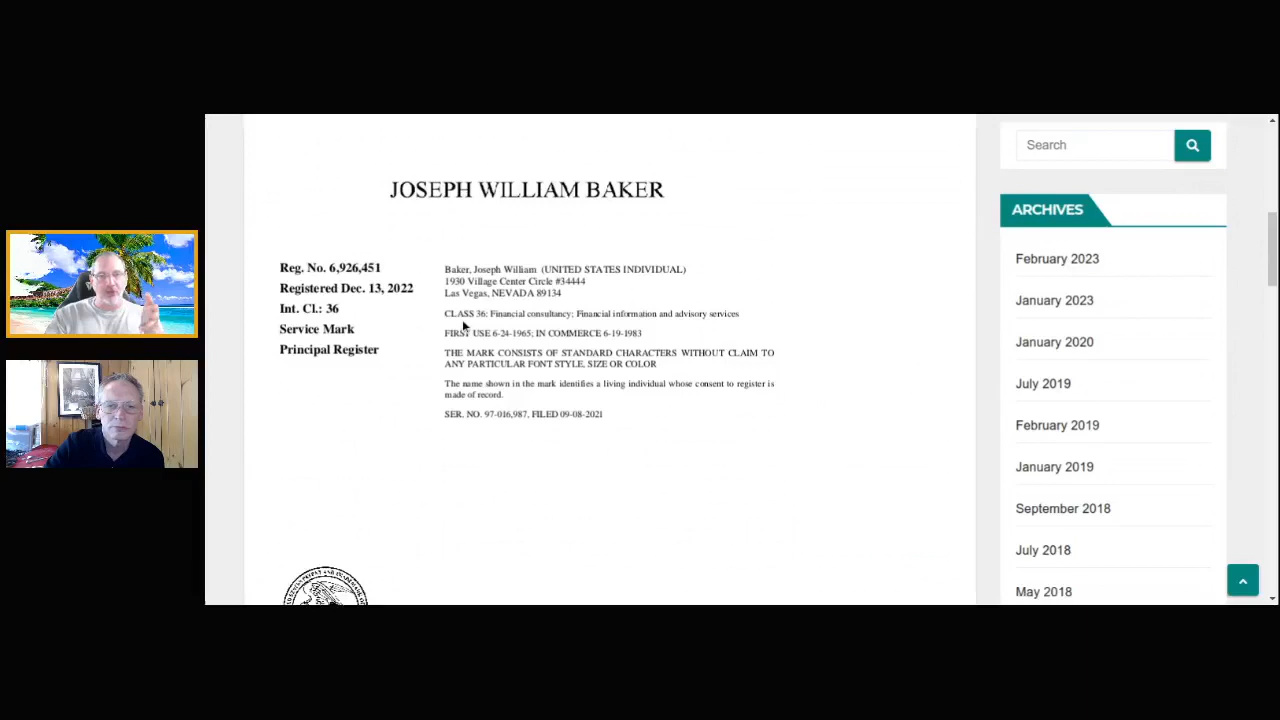 JOSEPH WILLIAM BAKER
Reg. No. 6,926,451
Registered Dec. 13, 2022
Int. Cl.: 36
Service Mark
Principal Register
Baker, Joseph William (UNITED STATES INDIVIDUAL)
1930 Village Center Circle #34444
Las Vegas, NEVADA 89134
CLASS 36: Financial consultancy; Financial information and advisory services
FIRST USE 6-24-1965; IN COMMERCE 6-19-1983
THE MARK CONSISTS OF STANDARD CHARACTERS WITHOUT CLAIM TO
ANY PARTICULAR FONT STYLE, SIZE OR COLOR
The name shown in the mark identifies a living individual whose consent to register is
made of record.
SER. NO. 97-016,987, FILED 09-08-2021
Search
ARCHIVES
February 2023
January 2023
January 2020
July 2019
February 2019
January 2019
September 2018
July 2018
May 2018